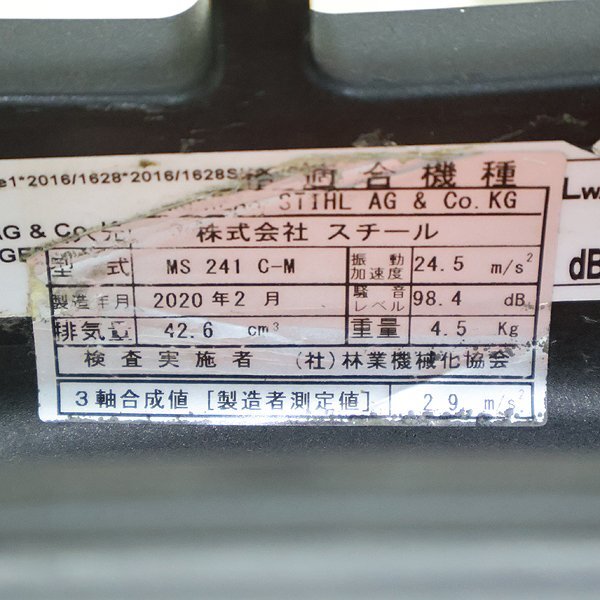 e1*2016/1628*2016/1628S
格適合機種
STIHL AG & Co. KG
AG & Co.
株式会社 スチール
LWA
dB
型式 MS 241 C-M 振動加速度 24.5 m/s²
製造年月 2020年2月 騒音レベル 98.4 dB
排気量 42.6 cm³ 重量 4.5 Kg
検査実施者 (社)林業機械化協会
3軸合成値 [製造者測定値] 2.9 m/s²